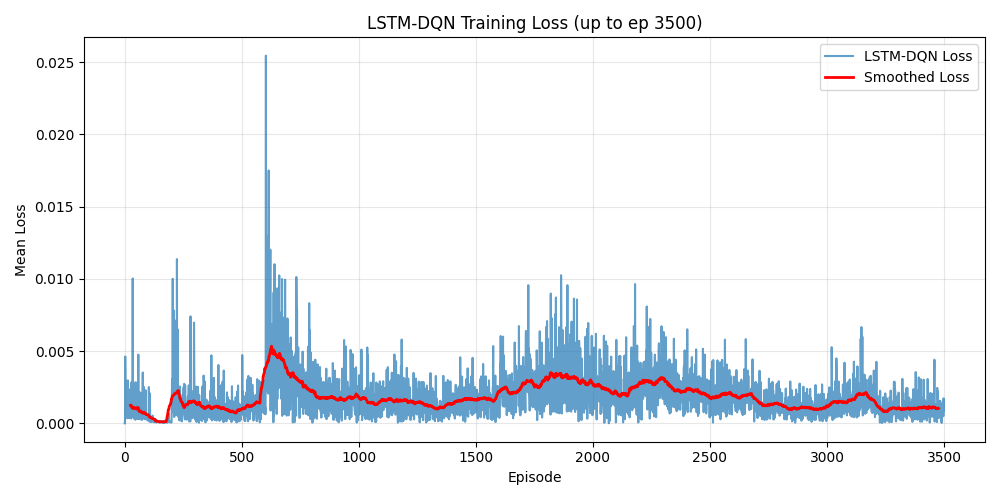 LSTM-DQN Training Loss (up to ep 3500)
LSTM-DQN Loss
Smoothed Loss
Mean Loss
0.025
0.020
0.015
0.010
0.005
0.000
0 500 1000 1500 2000 2500 3000 3500
Episode